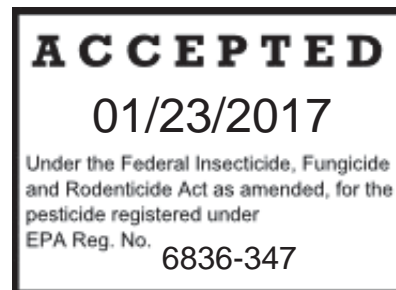 ACCEPTED
01/23/2017
Under the Federal Insecticide, Fungicide
and Rodenticide Act as amended, for the
pesticide registered under
EPA Reg. No. 6836-347